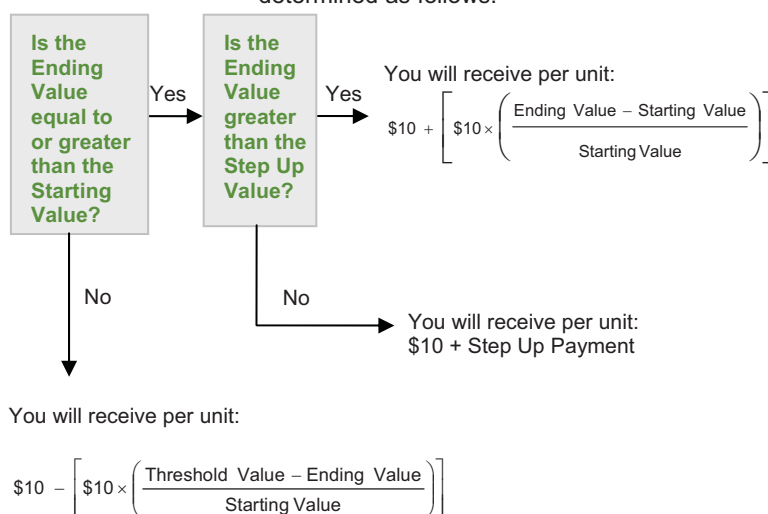 determined as follows:
Is the
Ending
Value
equal to
or greater
than the
Starting
Value?
Yes
Is the
Ending
Value
greater
than the
Step Up
Value?
Yes
You will receive per unit:
$10 + [ $10 × ( Ending Value – Starting Value
Starting Value ) ]
No
No
You will receive per unit:
$10 + Step Up Payment
You will receive per unit:
$10 – [ $10 × ( Threshold Value – Ending Value
Starting Value ) ]